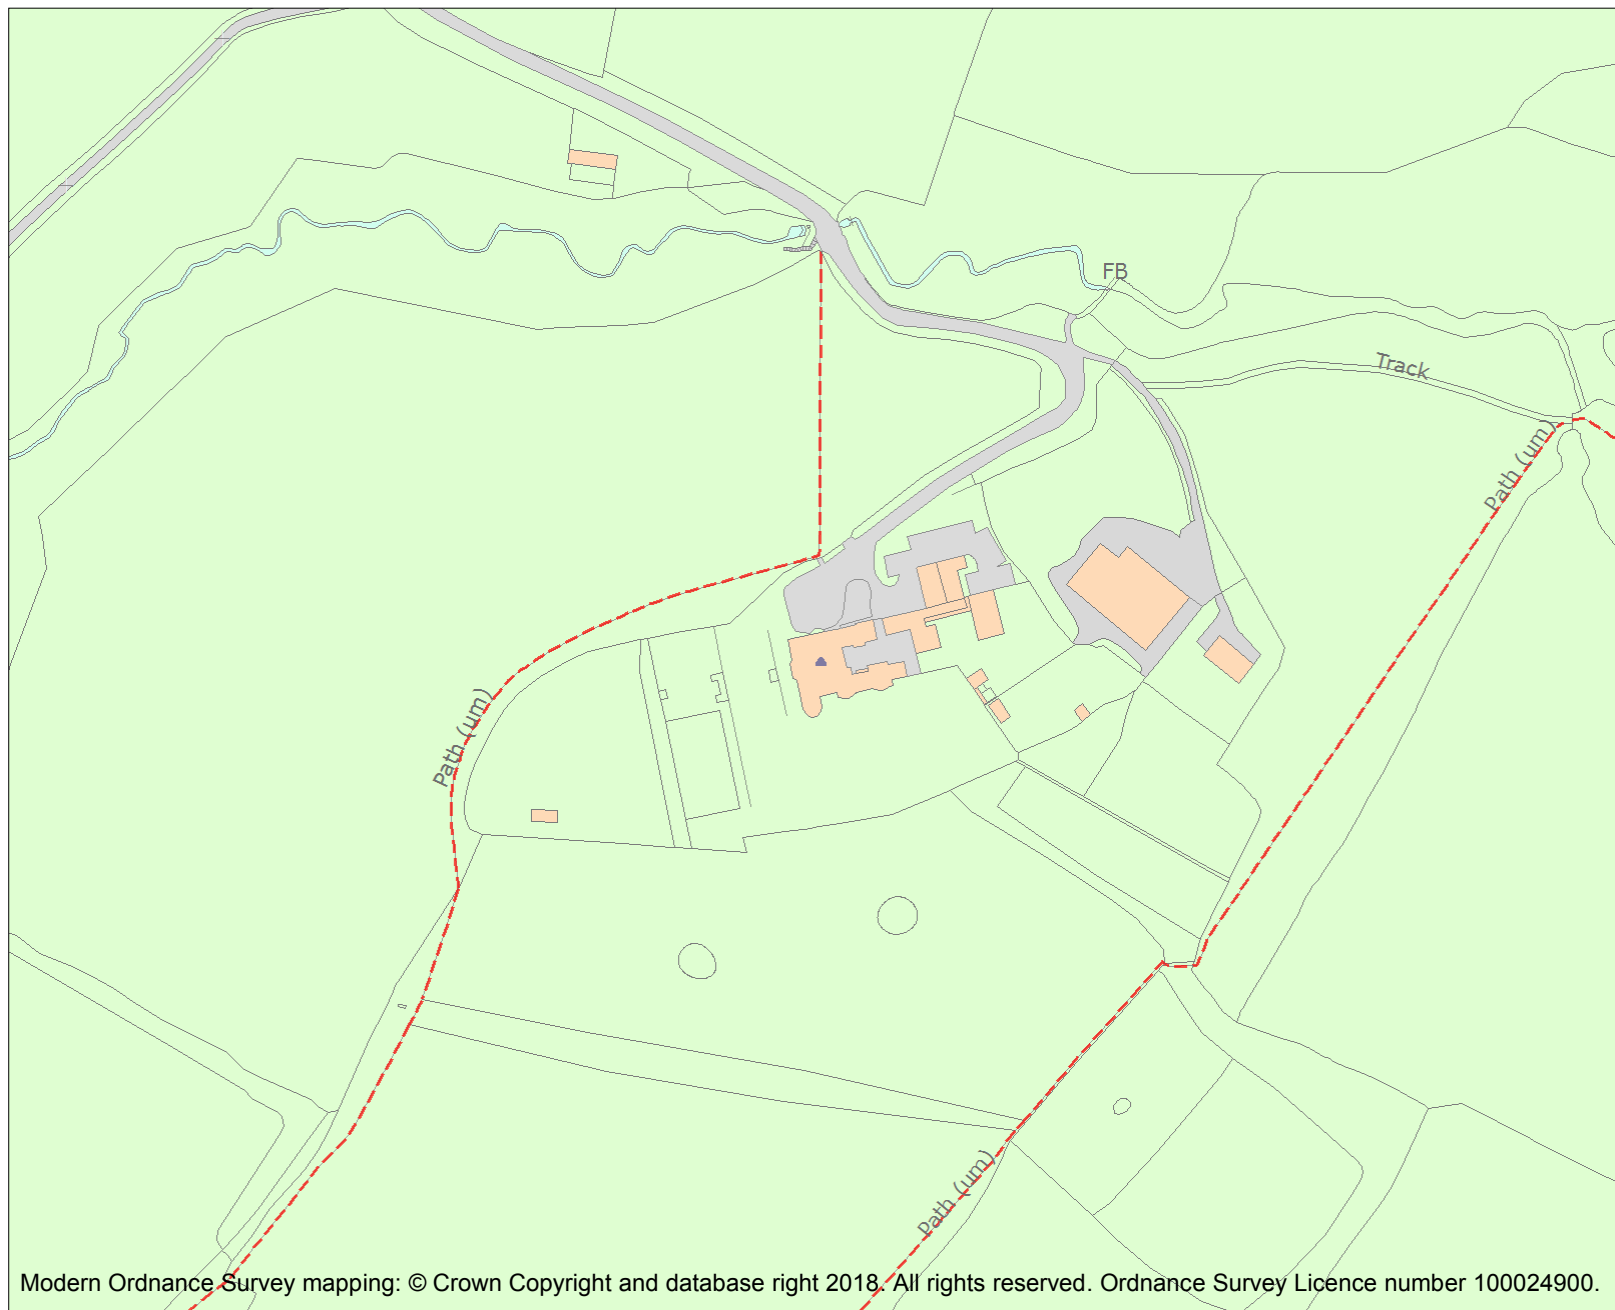 FB
Track
Path (um)
Path (um)
Path (um)
Modern Ordnance Survey mapping: © Crown Copyright and database right 2018. All rights reserved. Ordnance Survey Licence number 100024900.